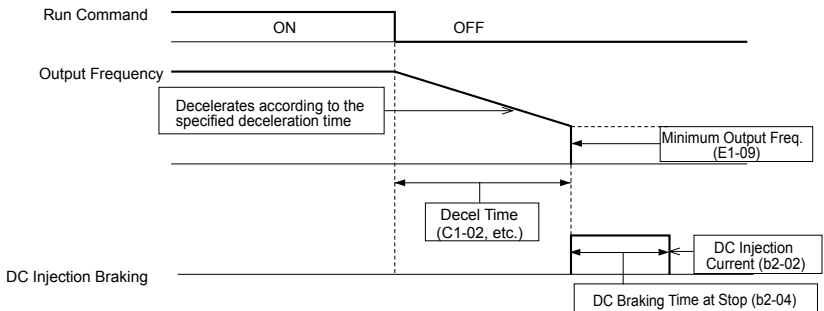 Run Command
ON
OFF
Output Frequency
Decelerates according to the
specified deceleration time
Minimum Output Freq.
(E1-09)
Decel Time
(C1-02, etc.)
DC Injection
Current (b2-02)
DC Injection Braking
DC Braking Time at Stop (b2-04)